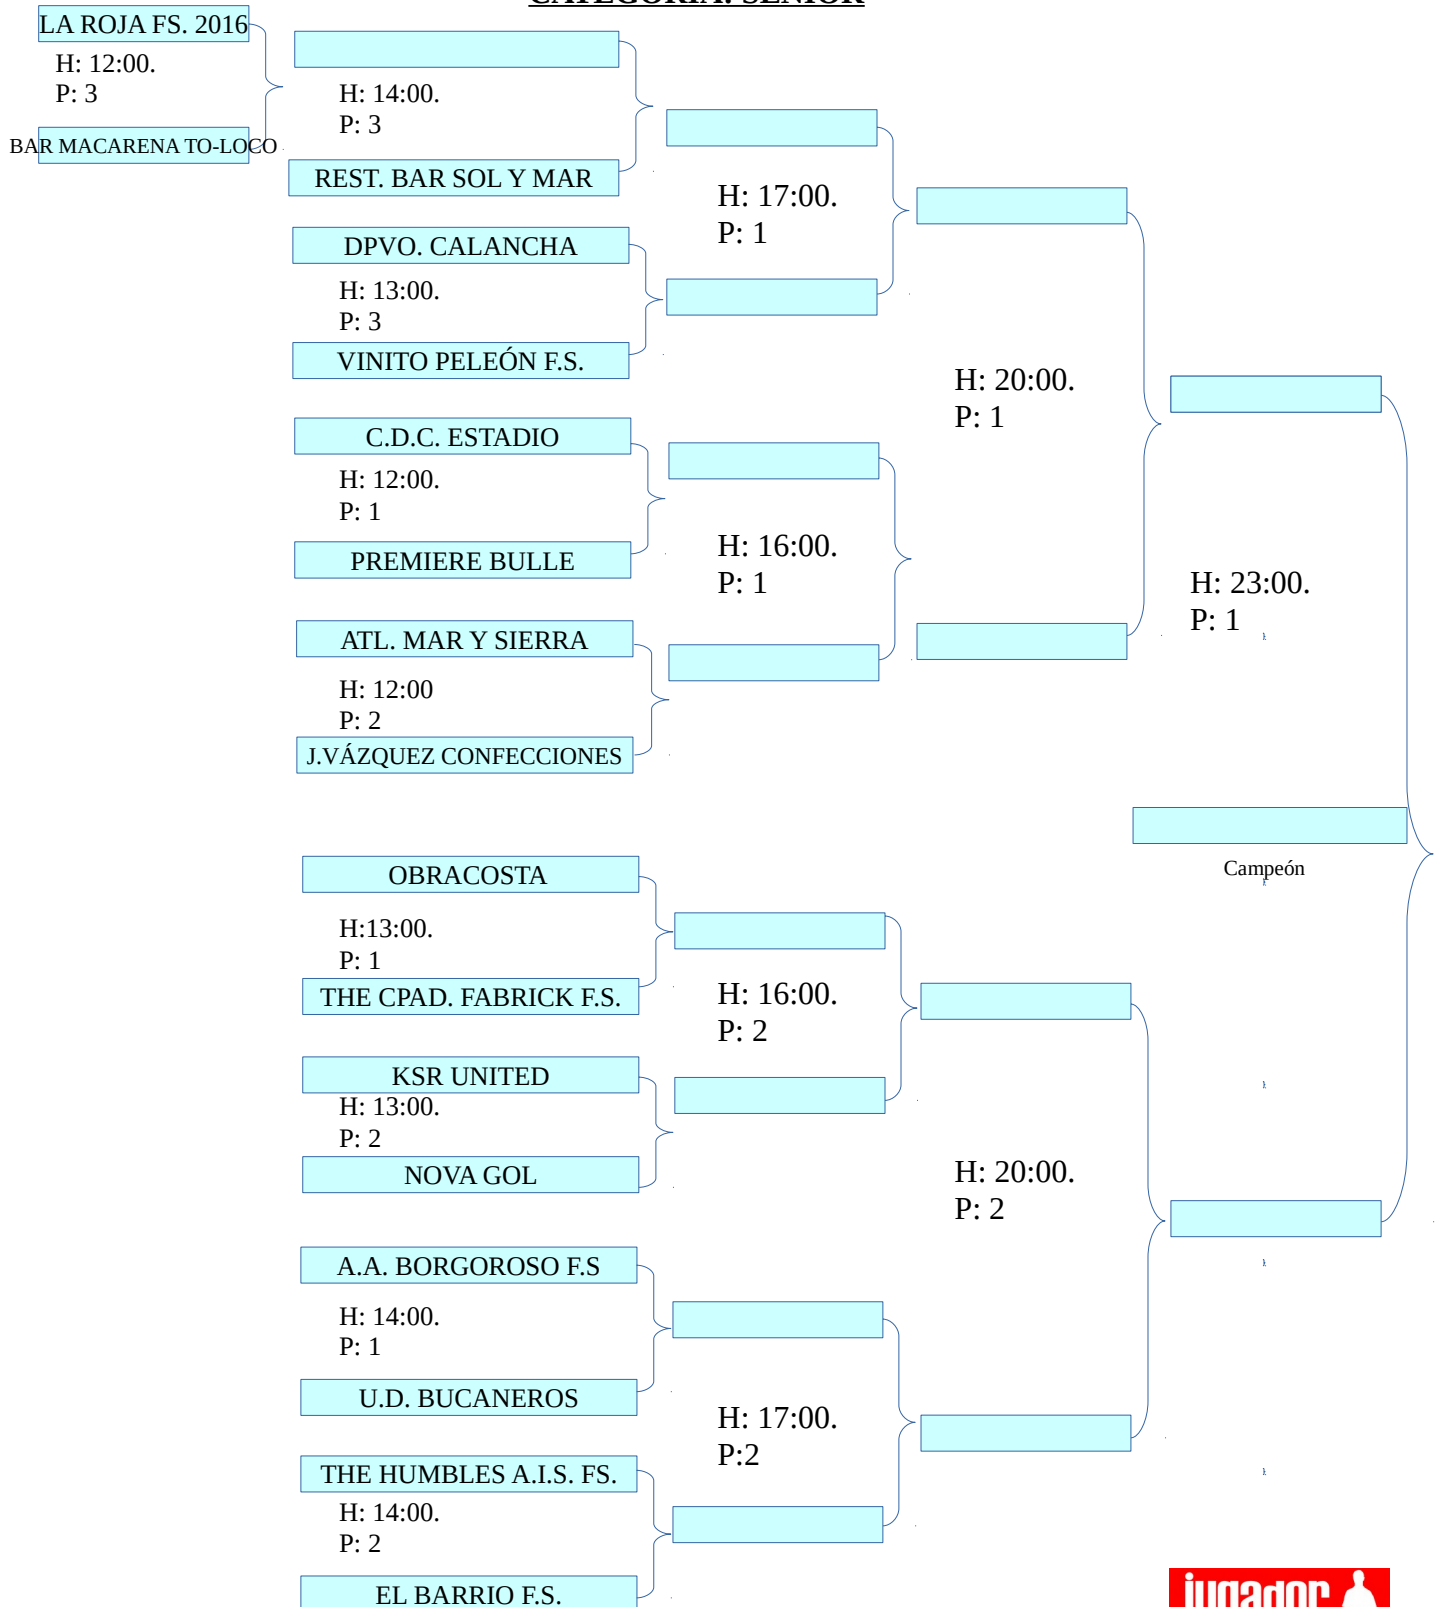 CATEGORÍA: SENIOR
LA ROJA FS. 2016
H: 12:00.
P: 3
BAR MACARENA TO-LOCO
H: 14:00.
P: 3
REST. BAR SOL Y MAR
DPVO. CALANCHA
H: 13:00.
P: 3
VINITO PELEÓN F.S.
H: 17:00.
P: 1
C.D.C. ESTADIO
H: 12:00.
P: 1
PREMIERE BULLE
ATL. MAR Y SIERRA
H: 12:00
P: 2
J.VÁZQUEZ CONFECCIONES
H: 16:00.
P: 1
H: 20:00.
P: 1
H: 23:00.
P: 1
Campeón
OBRACOSTA
H:13:00.
P: 1
THE CPAD. FABRICK F.S.
KSR UNITED
H: 13:00.
P: 2
NOVA GOL
H: 16:00.
P: 2
A.A. BORGOROSO F.S
H: 14:00.
P: 1
U.D. BUCANEROS
THE HUMBLES A.I.S. FS.
H: 14:00.
P: 2
EL BARRIO F.S.
H: 17:00.
P:2
H: 20:00.
P: 2
jugador